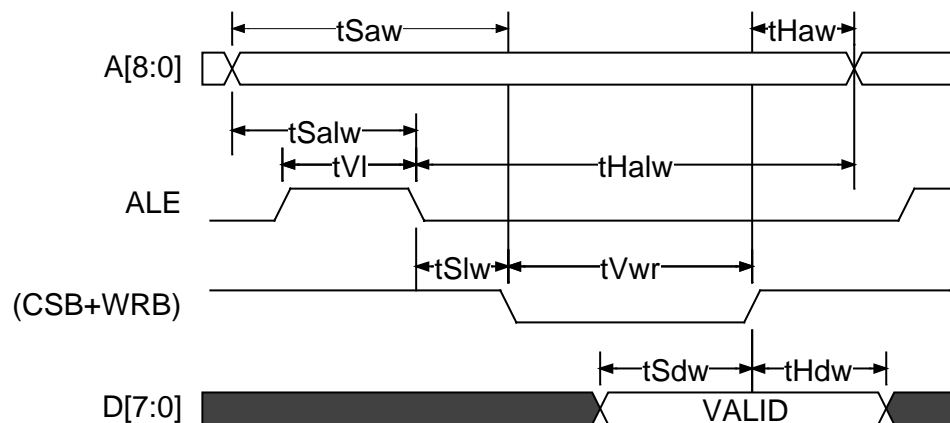 tSaw tHaw
A[8:0]
tSalw
tVl tHalw
ALE
tSlw tVwr
(CSB+WRB)
tSdw tHdw
D[7:0] VALID